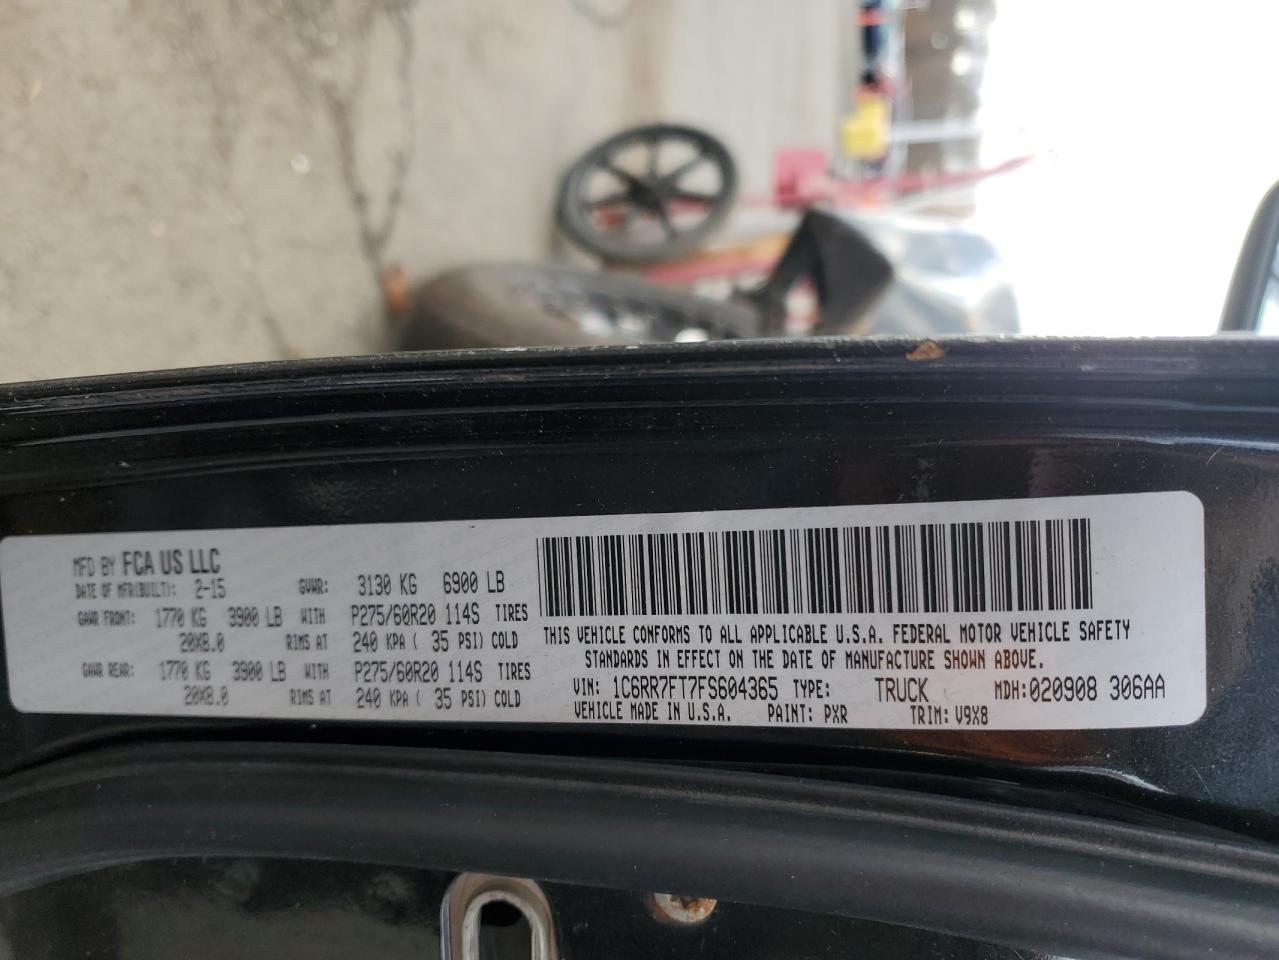 MFD BY FCA US LLC
DATE OF MFR(BUILT): 2-15 GVWR: 3130 KG 6900 LB
GAWR FRONT: 1770 KG 3900 LB WITH P275/60R20 114S TIRES
20X8.0 RIMS AT 240 KPA ( 35 PSI) COLD
GAWR REAR: 1770 KG 3900 LB WITH P275/60R20 114S TIRES
20X8.0 RIMS AT 240 KPA ( 35 PSI) COLD
THIS VEHICLE CONFORMS TO ALL APPLICABLE U.S.A. FEDERAL MOTOR VEHICLE SAFETY
STANDARDS IN EFFECT ON THE DATE OF MANUFACTURE SHOWN ABOVE.
VIN: 1C6RR7FT7FS604365 TYPE: TRUCK MDH:020908 306AA
VEHICLE MADE IN U.S.A. PAINT: PXR TRIM: V9X8